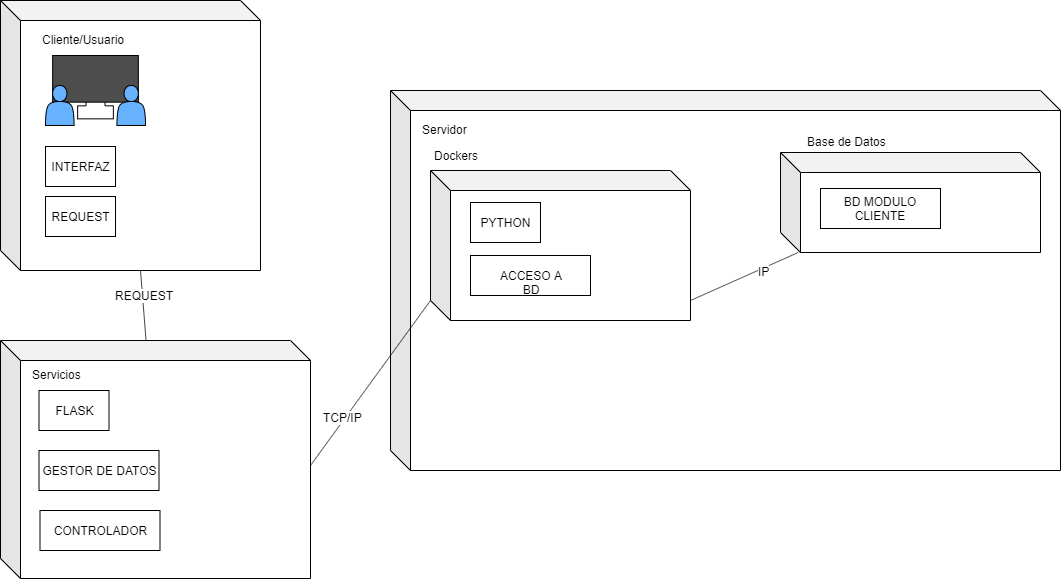 Cliente/Usuario
INTERFAZ
REQUEST
REQUEST
Servicios
FLASK
GESTOR DE DATOS
CONTROLADOR
TCP/IP
Servidor
Dockers
PYTHON
ACCESO A
BD
IP
Base de Datos
BD MODULO
CLIENTE